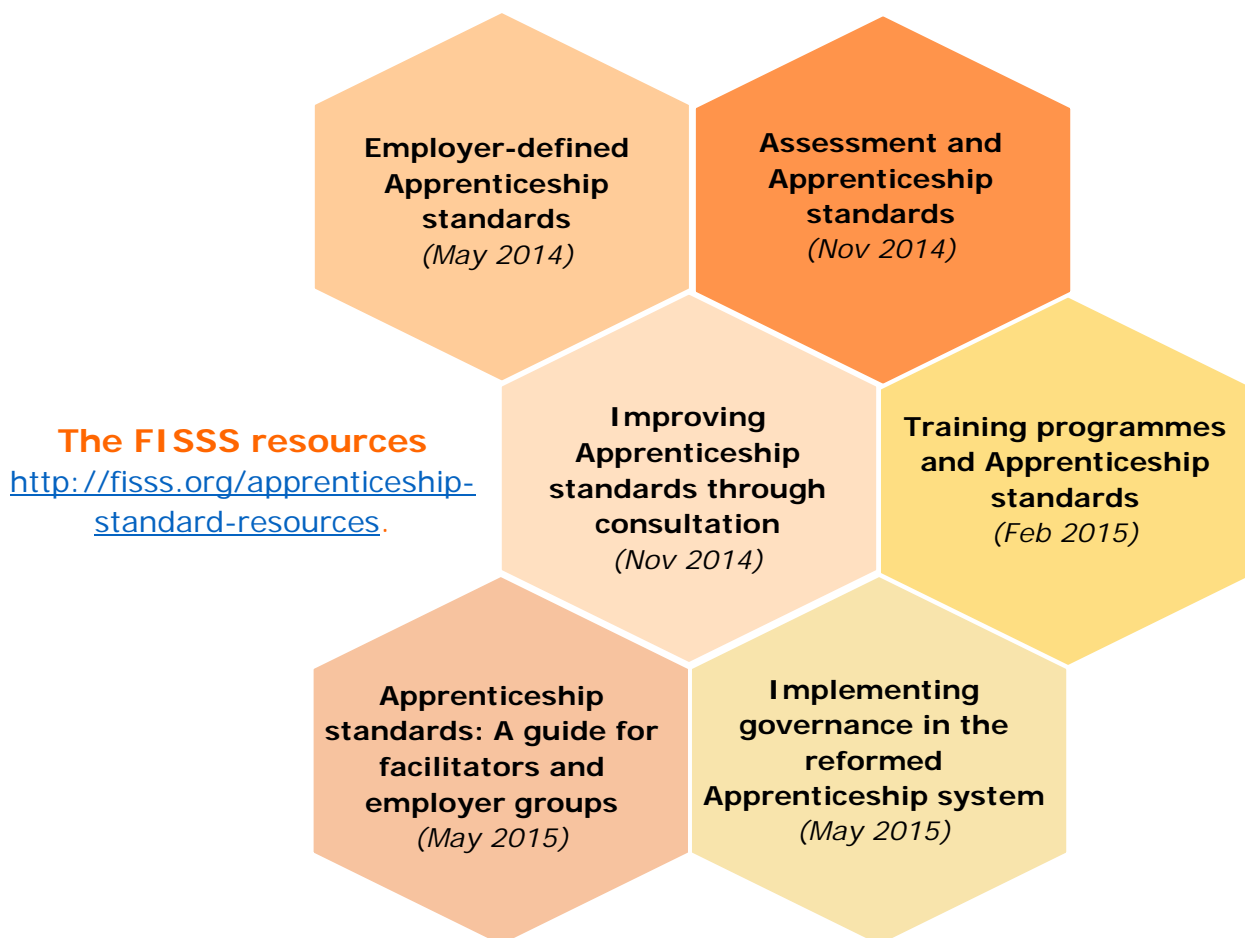 Employer-defined
Apprenticeship
standards
(May 2014)
Assessment and
Apprenticeship
standards
(Nov 2014)
The FISSS resources
http://fisss.org/apprenticeship-
standard-resources.
Improving
Apprenticeship
standards through
consultation
(Nov 2014)
Training programmes
and Apprenticeship
standards
(Feb 2015)
Apprenticeship
standards: A guide for
facilitators and
employer groups
(May 2015)
Implementing
governance in the
reformed
Apprenticeship system
(May 2015)